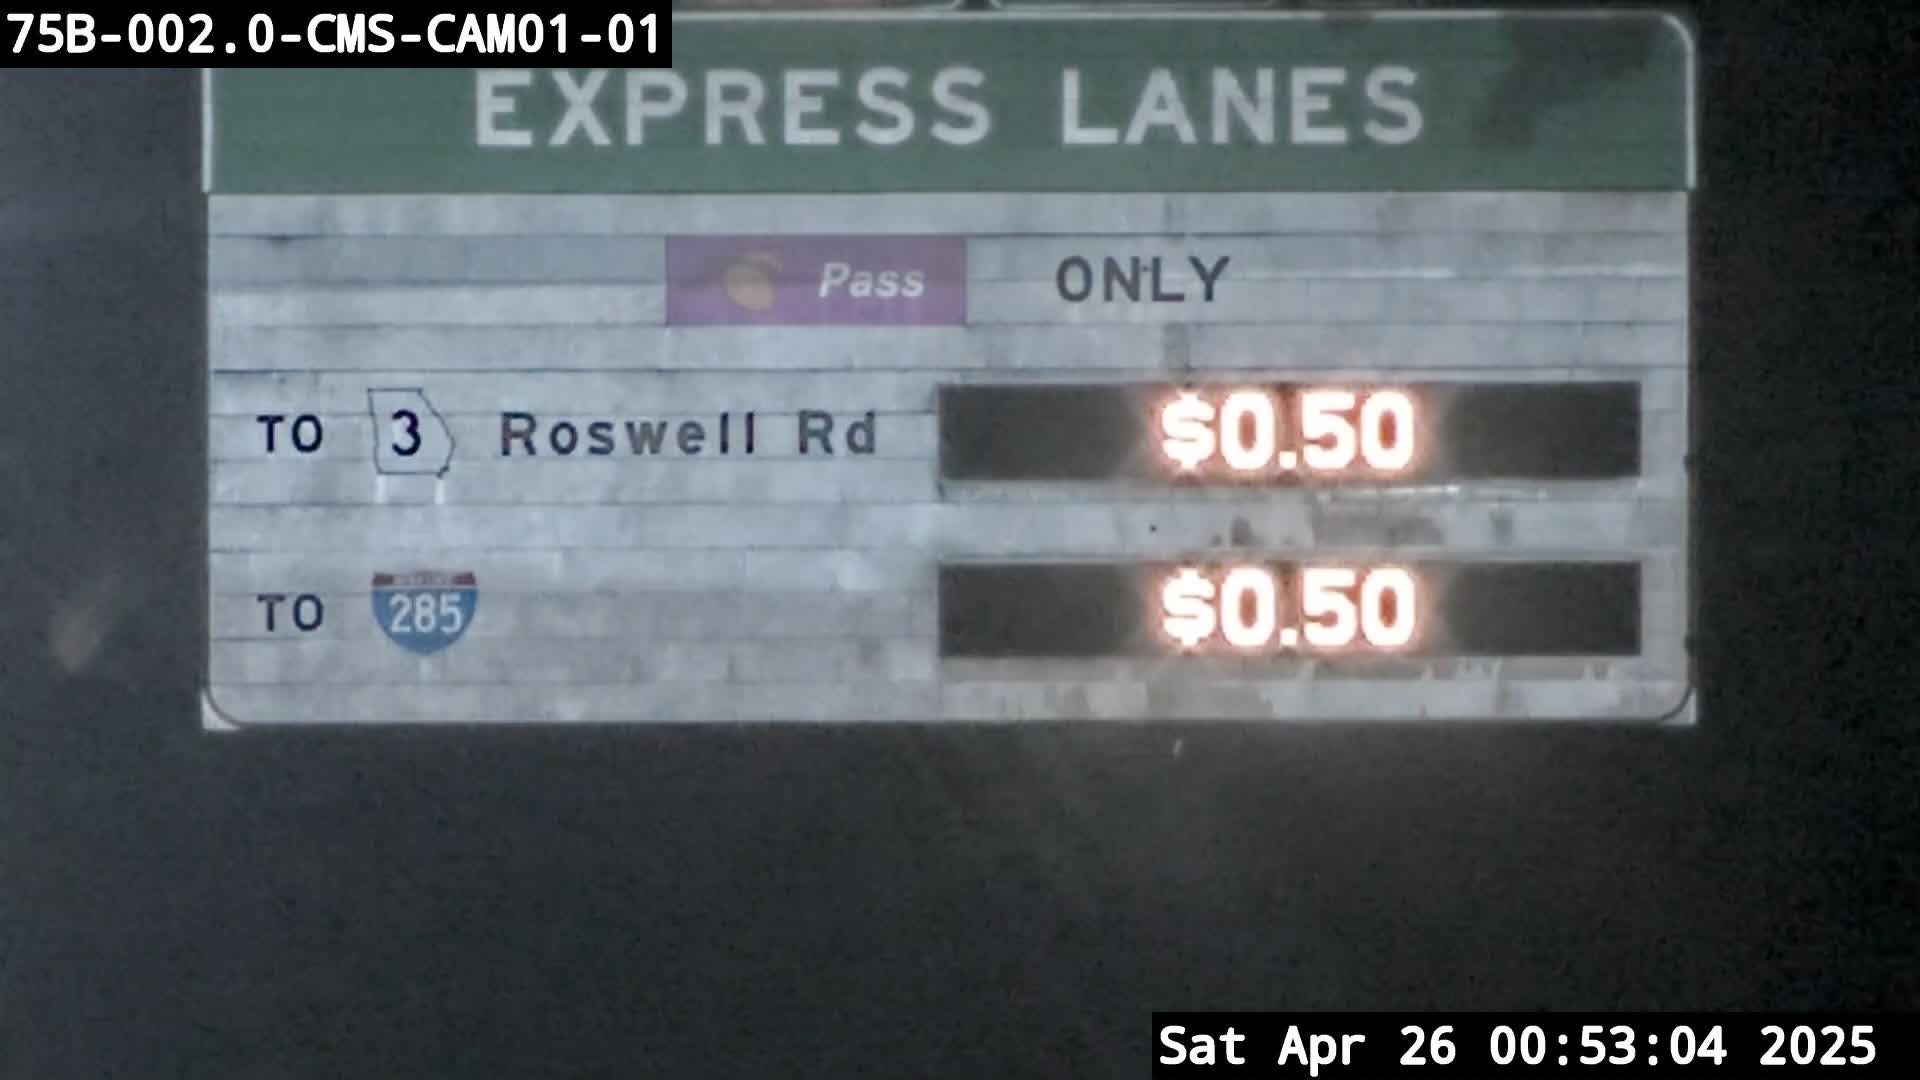 75B-002.0-CMS-CAM01-01
EXPRESS LANES
Pass ONLY
TO 3 Roswell Rd $0.50
TO 285 $0.50
Sat Apr 26 00:53:04 2025